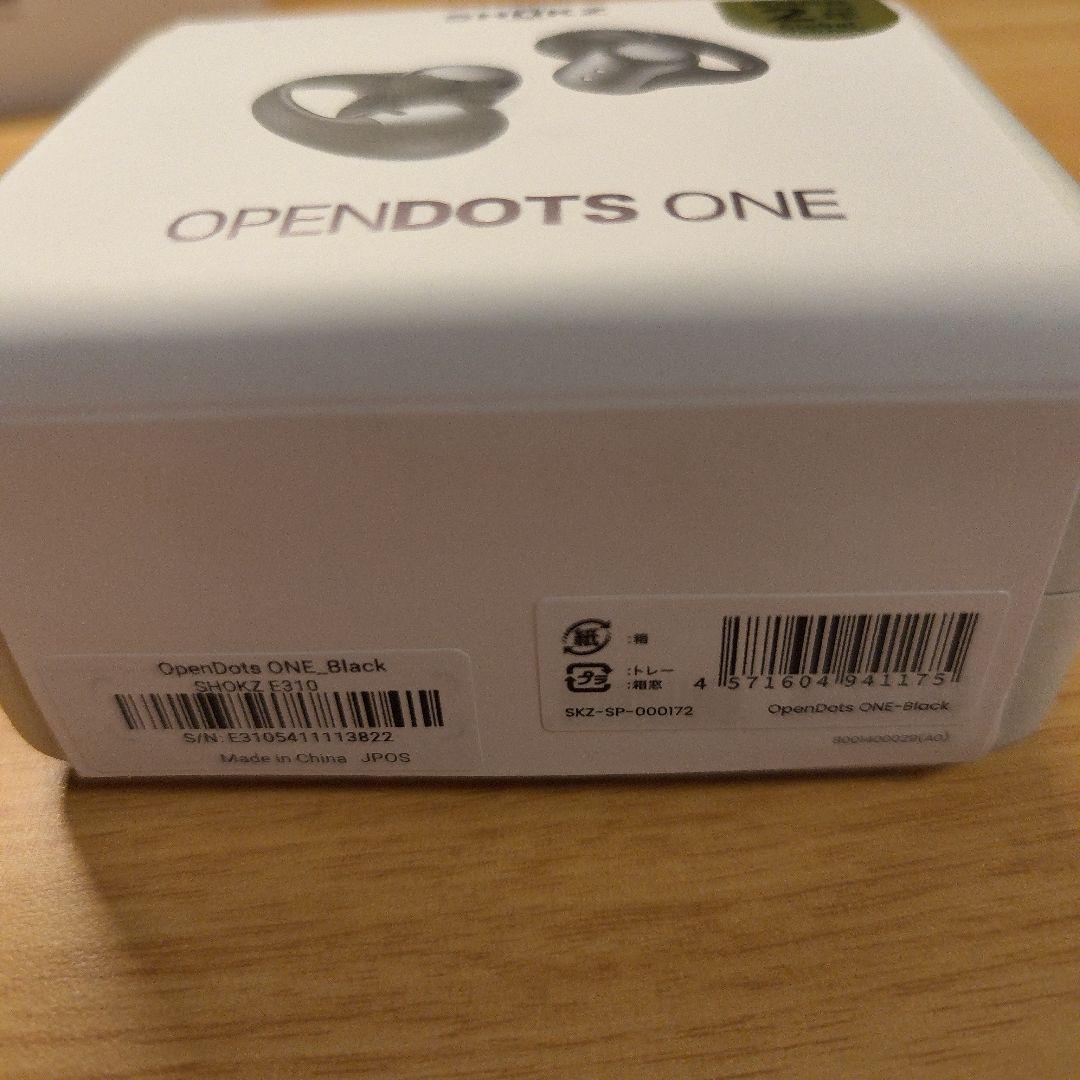 SHOKZ
OPENDOTS ONE
OpenDots ONE_Black
SHOKZ E310
S/N: E3105411113822
Made in China JPOS
紙 :箱
プラ :トレー
:箱窓
4 571604 941175
SKZ-SP-000172
OpenDots ONE-Black